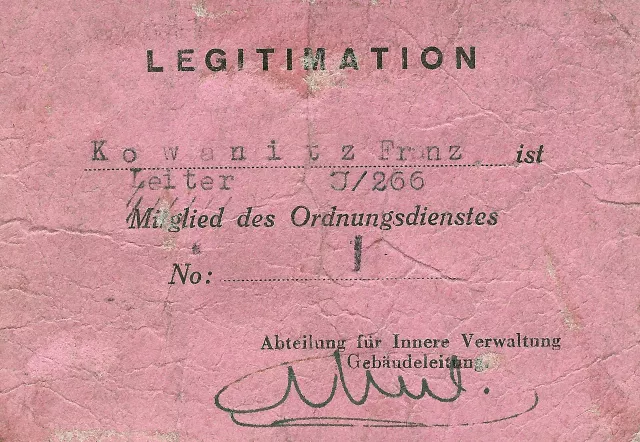 LEGITIMATION
Kowanitz Franz ist
Leiter J/266
Mitglied des Ordnungsdienstes
No: 1
Abteilung für Innere Verwaltung
Gebäudeleitung.